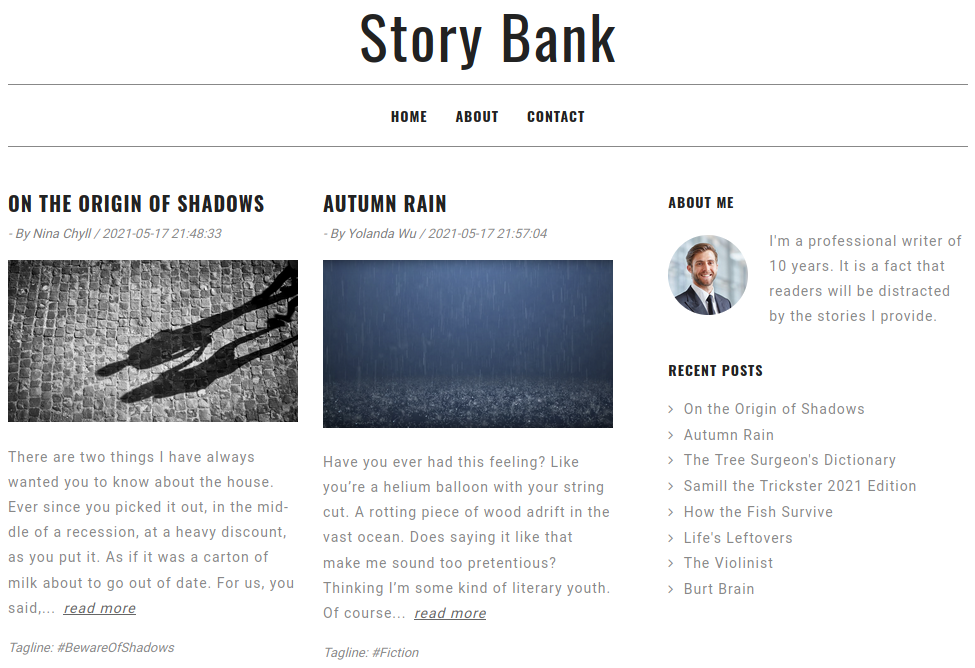 Story Bank
HOME ABOUT CONTACT
ON THE ORIGIN OF SHADOWS
- By Nina Chyll / 2021-05-17 21:48:33
There are two things I have always
wanted you to know about the house.
Ever since you picked it out, in the mid-
dle of a recession, at a heavy discount,
as you put it. As if it was a carton of
milk about to go out of date. For us, you
said,... read more
Tagline: #BewareOfShadows
AUTUMN RAIN
- By Yolanda Wu / 2021-05-17 21:57:04
Have you ever had this feeling? Like
you’re a helium balloon with your string
cut. A rotting piece of wood adrift in the
vast ocean. Does saying it like that
make me sound too pretentious?
Thinking I’m some kind of literary youth.
Of course... read more
Tagline: #Fiction
ABOUT ME
I'm a professional writer of
10 years. It is a fact that
readers will be distracted
by the stories I provide.
RECENT POSTS
On the Origin of Shadows
Autumn Rain
The Tree Surgeon's Dictionary
Samill the Trickster 2021 Edition
How the Fish Survive
Life's Leftovers
The Violinist
Burt Brain